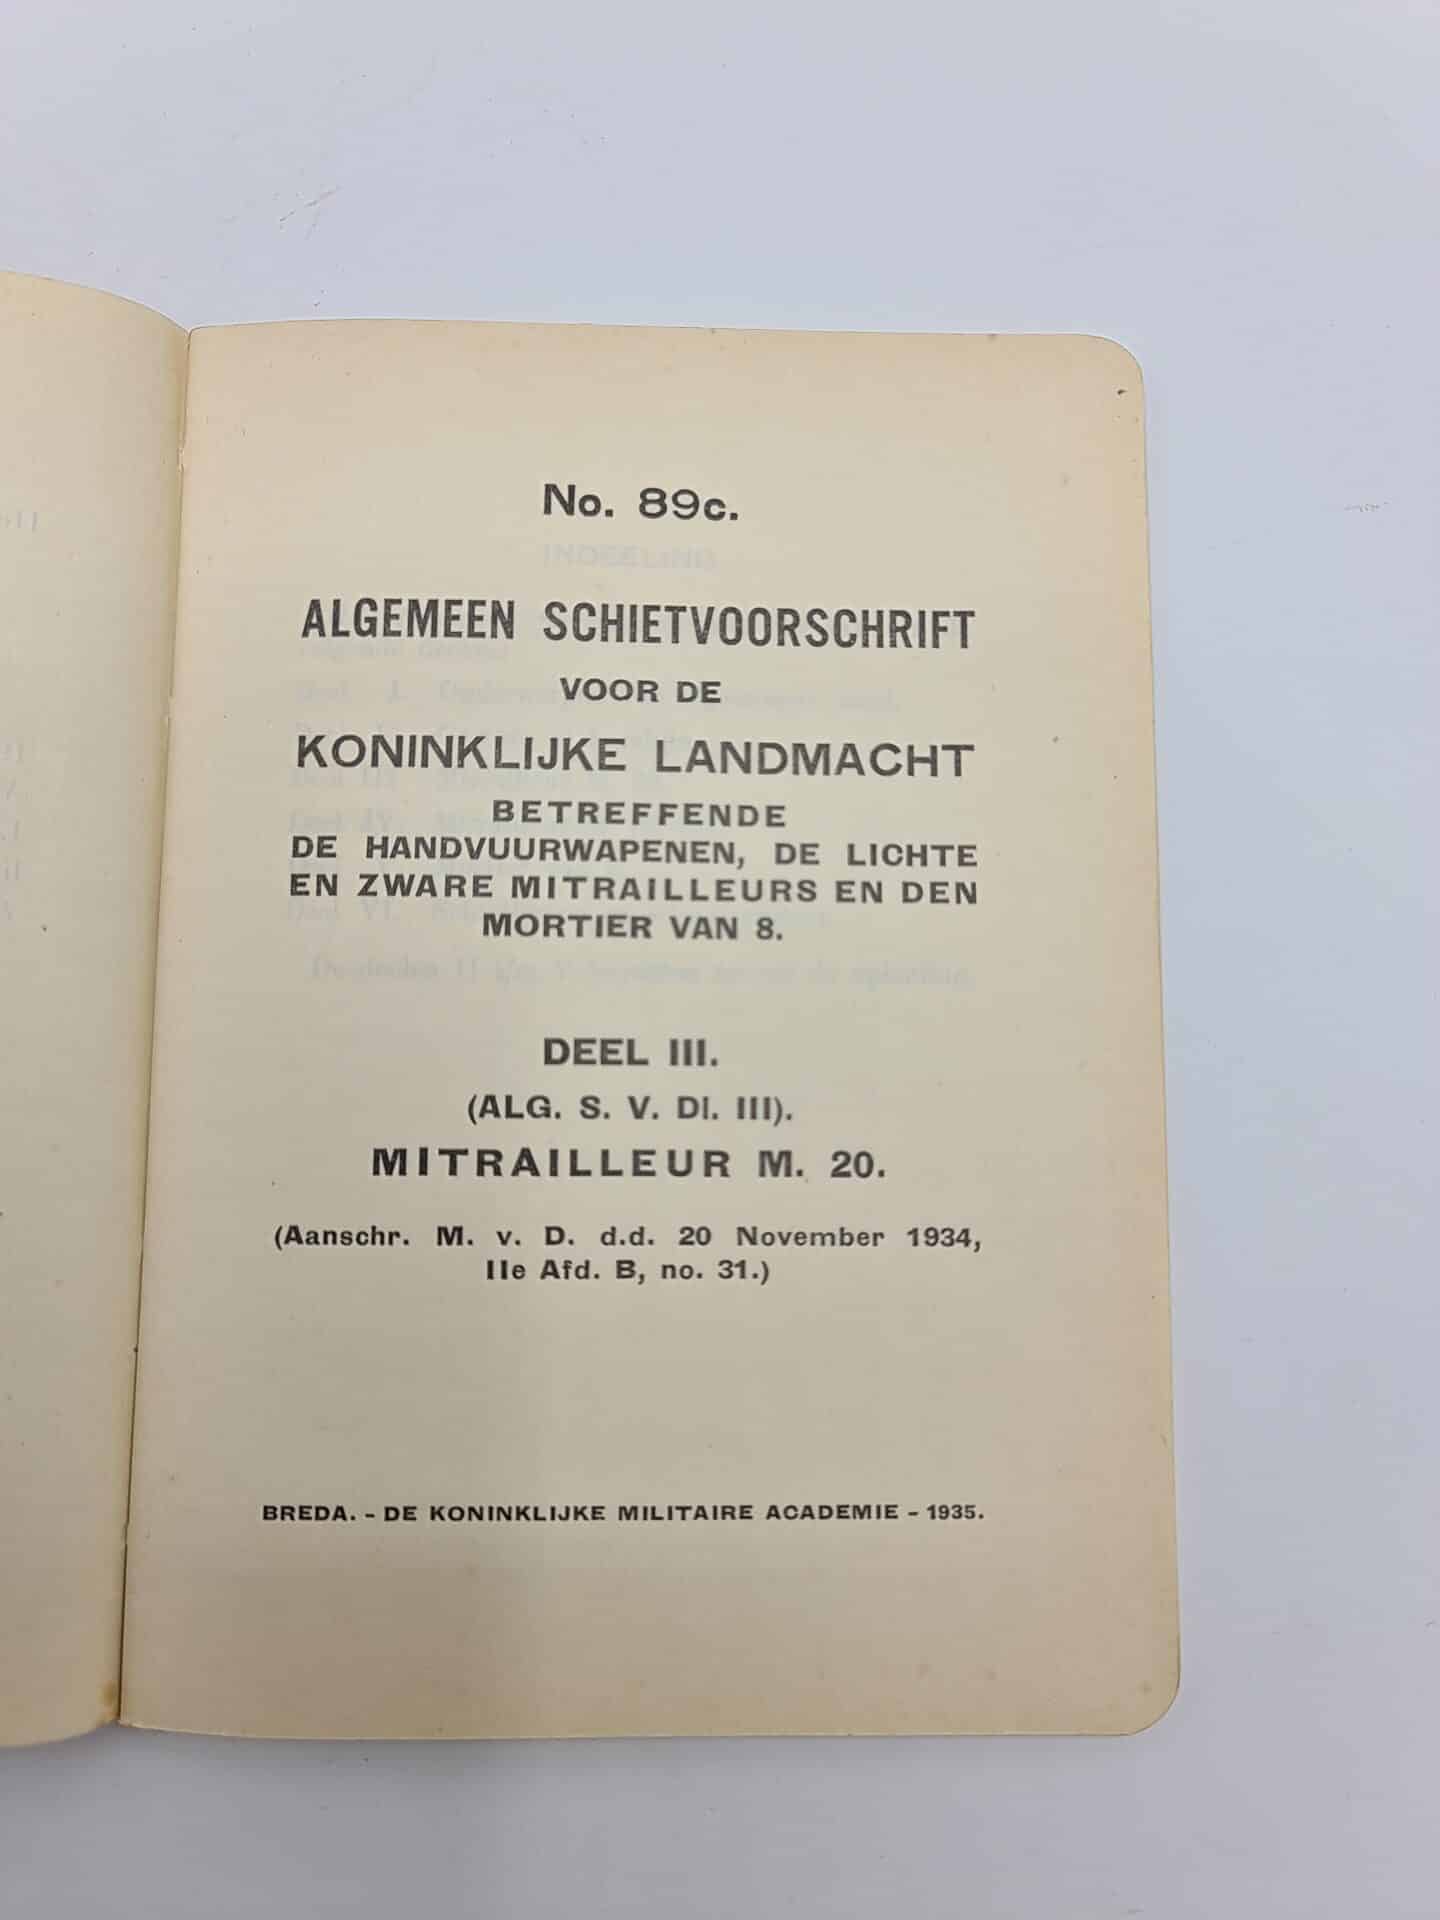 No. 89c.
ALGEMEEN SCHIETVOORSCHRIFT
VOOR DE
KONINKLIJKE LANDMACHT
BETREFFENDE
DE HANDVUURWAPENEN, DE LICHTE
EN ZWARE MITRAILLEURS EN DEN
MORTIER VAN 8.
DEEL III.
(ALG. S. V. Dl. III).
MITRAILLEUR M. 20.
(Aanschr. M. v. D. d.d. 20 November 1934,
IIe Afd. B, no. 31.)
BREDA. - DE KONINKLIJKE MILITAIRE ACADEMIE - 1935.